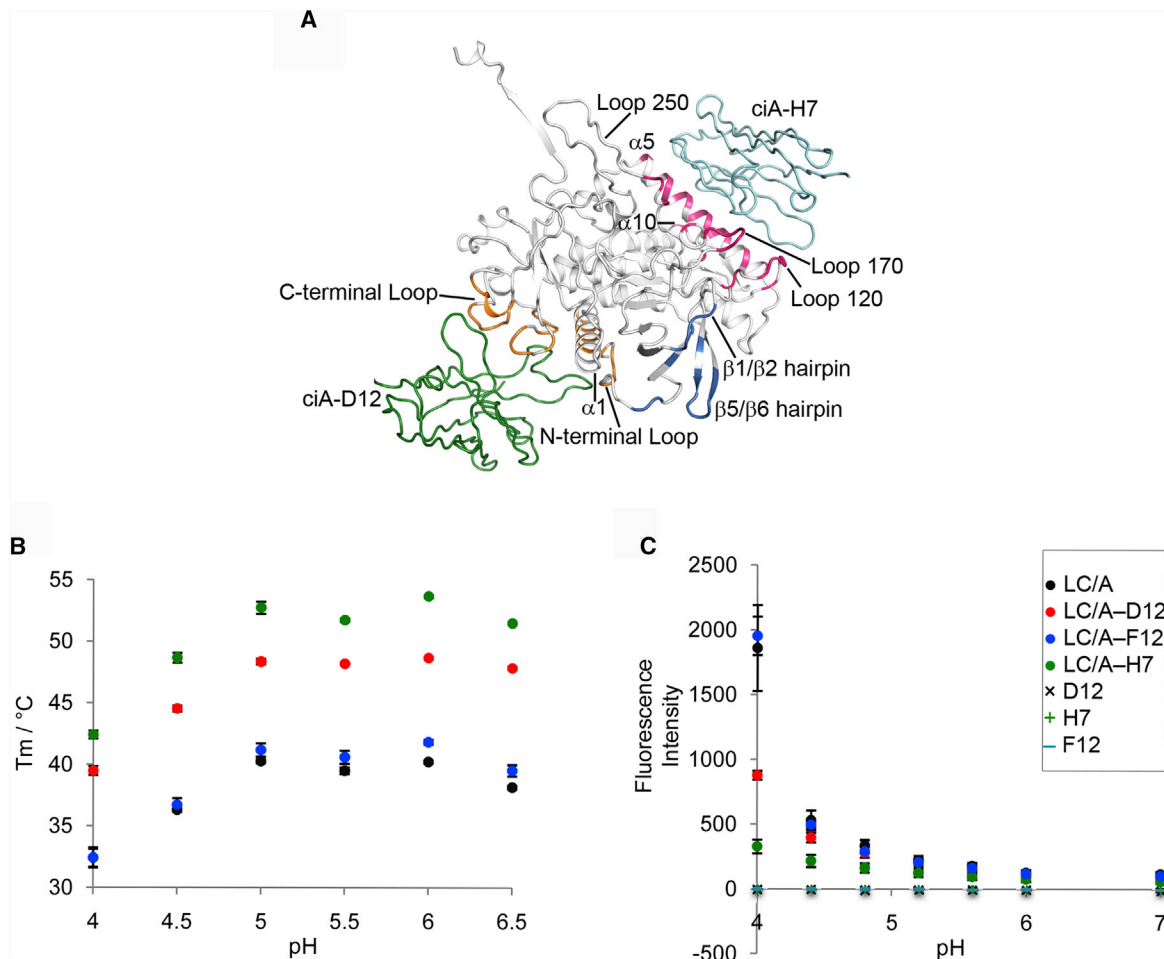 A
Loop 250
ciA-H7
α5
α10
Loop 170
Loop 120
C-terminal Loop
β1/β2 hairpin
ciA-D12
α1
β5/β6 hairpin
N-terminal Loop
B
Tm / °C
55
50
45
40
35
30
4 4.5 5 5.5 6 6.5
pH
C
Fluorescence
Intensity
2500
2000
1500
1000
500
0
-500
4 5 6 7
pH
LC/A
LC/A–D12
LC/A–F12
LC/A–H7
D12
H7
F12